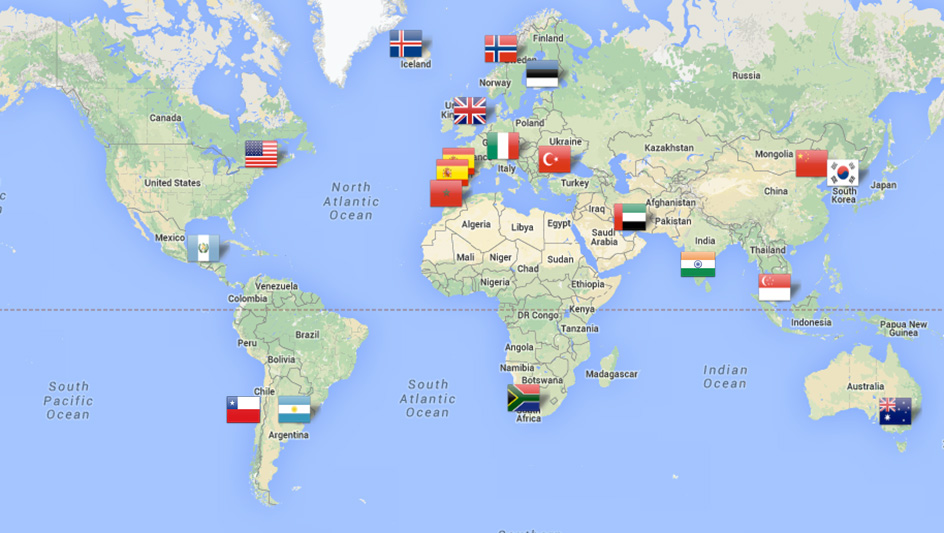 Finland
Iceland
Russia
Norway
Canada
Poland
Ukraine
Kazakhstan
Mongolia
Italy
United States
Turkey
China
South
Korea
Japan
North
Atlantic
Ocean
Afghanistan
Iraq
Pakistan
Algeria
Libya
Egypt
Saudi
Arabia
Mexico
India
Thailand
Mali
Niger
Chad
Sudan
Nigeria
Ethiopia
Venezuela
Colombia
Kenya
DR Congo
Indonesia
Papua New
Guinea
Tanzania
Brazil
Peru
Angola
Bolivia
Namibia
Madagascar
Botswana
Indian
Ocean
South
Pacific
Ocean
South
Atlantic
Ocean
Chile
Australia
Africa
Argentina